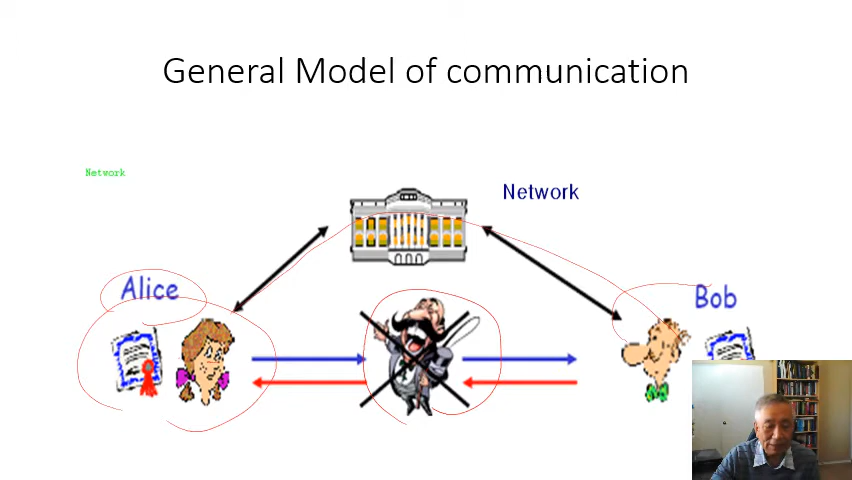 General Model of communication
Network
Network
Alice
Bob